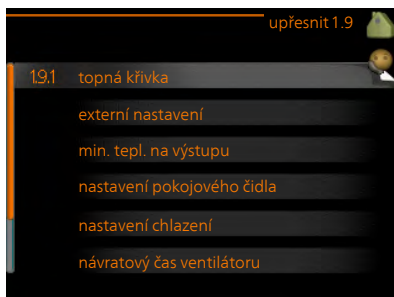 upřesnit 1.9
1.9.1 topná křivka
externí nastavení
min. tepl. na výstupu
nastavení pokojového čidla
nastavení chlazení
návratový čas ventilátoru